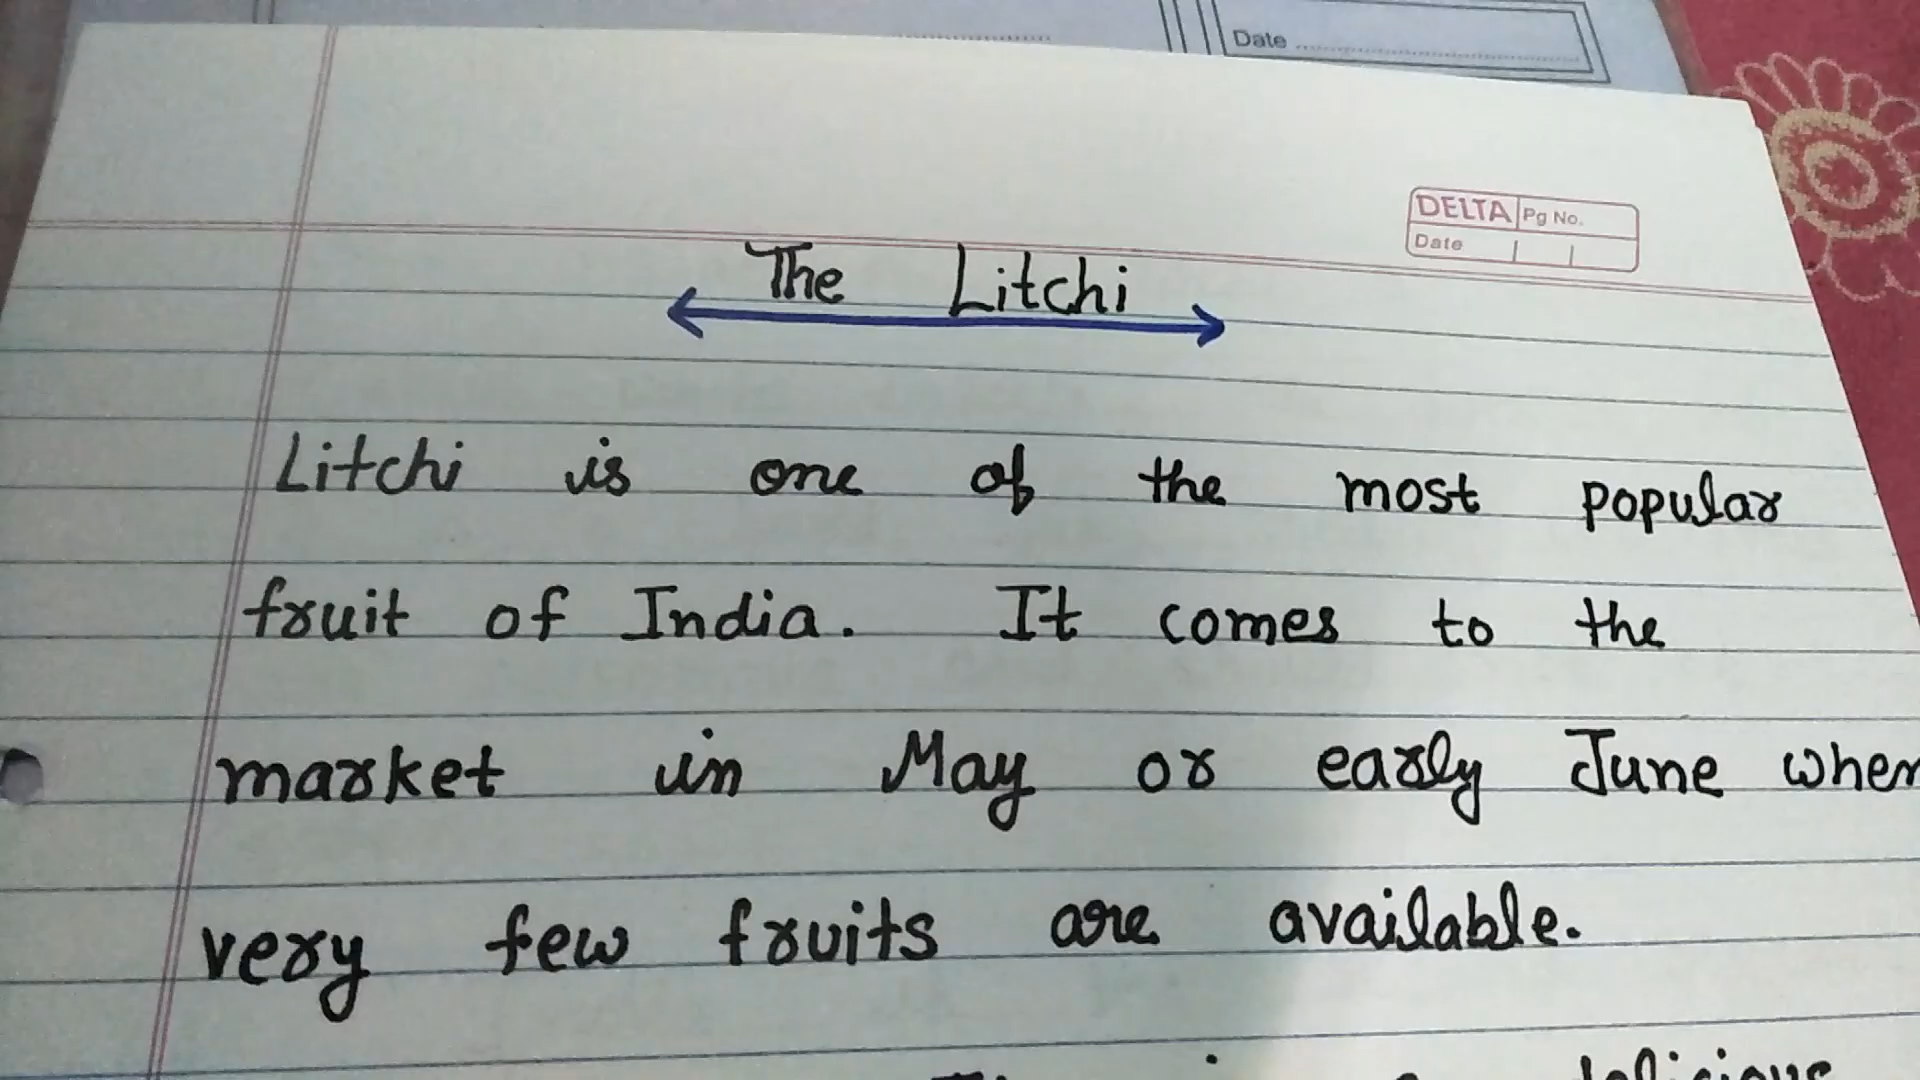 Date
DELTA Pg No.
Date
The Litchi
Litchi is one of the most popular
fruit of India. It comes to the
market in May or early June when
very few fruits are available.